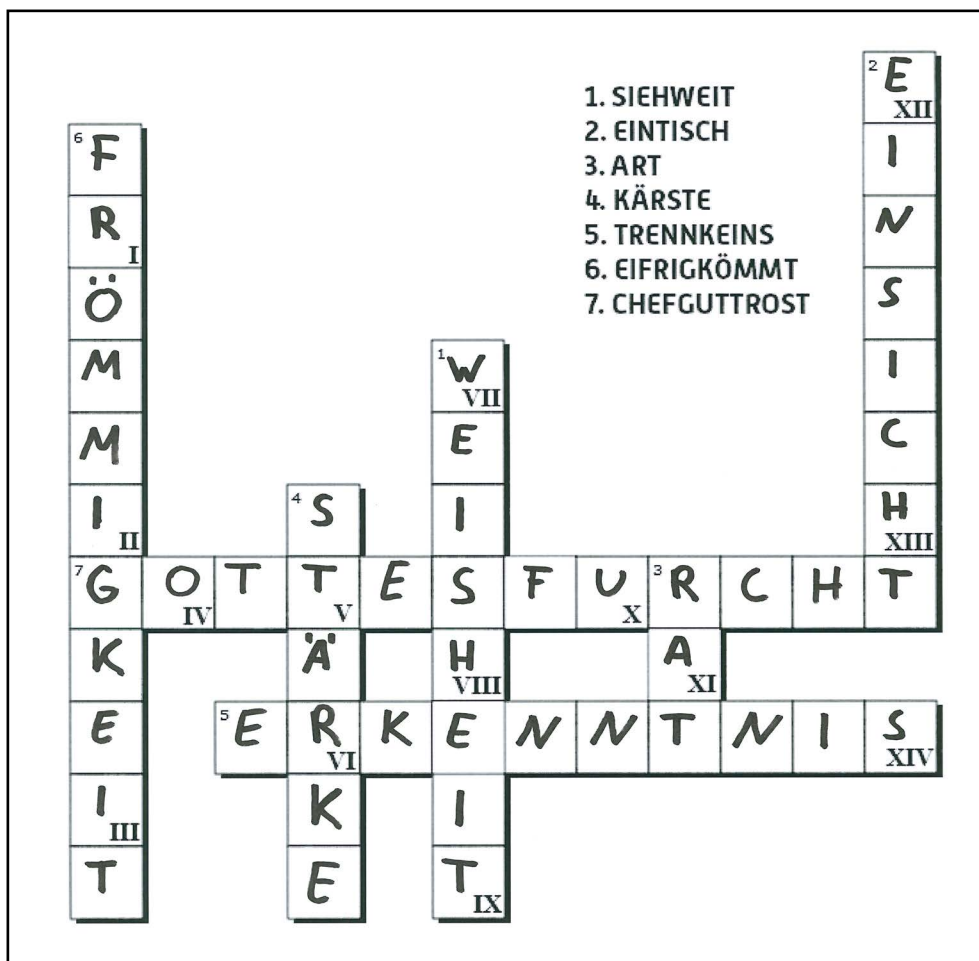 1. SIEHWEIT
2. EINTISCH
3. ART
4. KÄRSTE
5. TRENNKEINS
6. EIFRIGKÖMMT
7. CHEFGUTTROST
2 E XII
6 F I
R I N
Ö S
M 1 W VII I
M E C
I II 4 S I H XIII
7 G O IV T T V E S F U X 3 R C H T
K Ä H VIII A XI
E 5 E R VI K E N N T N I S XIV
I III K I
T E T IX